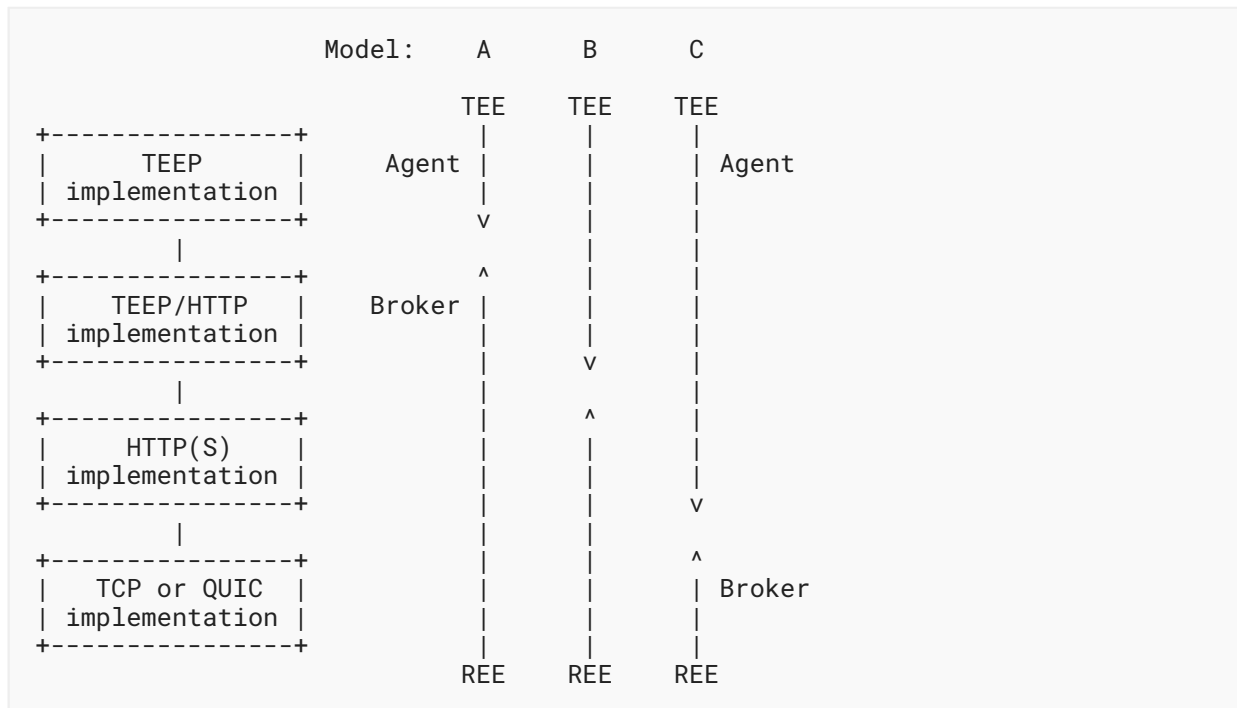 Model:    A      B      C

                            TEE    TEE    TEE
+----------------+           |      |      |
|      TEEP      |     Agent |      |      | Agent
| implementation |           |      |      |
+----------------+           v      |      |
         |                          |      |
+----------------+           ^      |      |
|    TEEP/HTTP   |    Broker |      |      |
| implementation |           |      |      |
+----------------+           |      v      |
         |                   |             |
+----------------+           |      ^      |
|     HTTP(S)    |           |      |      |
| implementation |           |      |      |
+----------------+           |      |      v
         |                   |      |
+----------------+           |      |      ^
|   TCP or QUIC  |           |      |      | Broker
| implementation |           |      |      |
+----------------+           |      |      |
                            REE    REE    REE